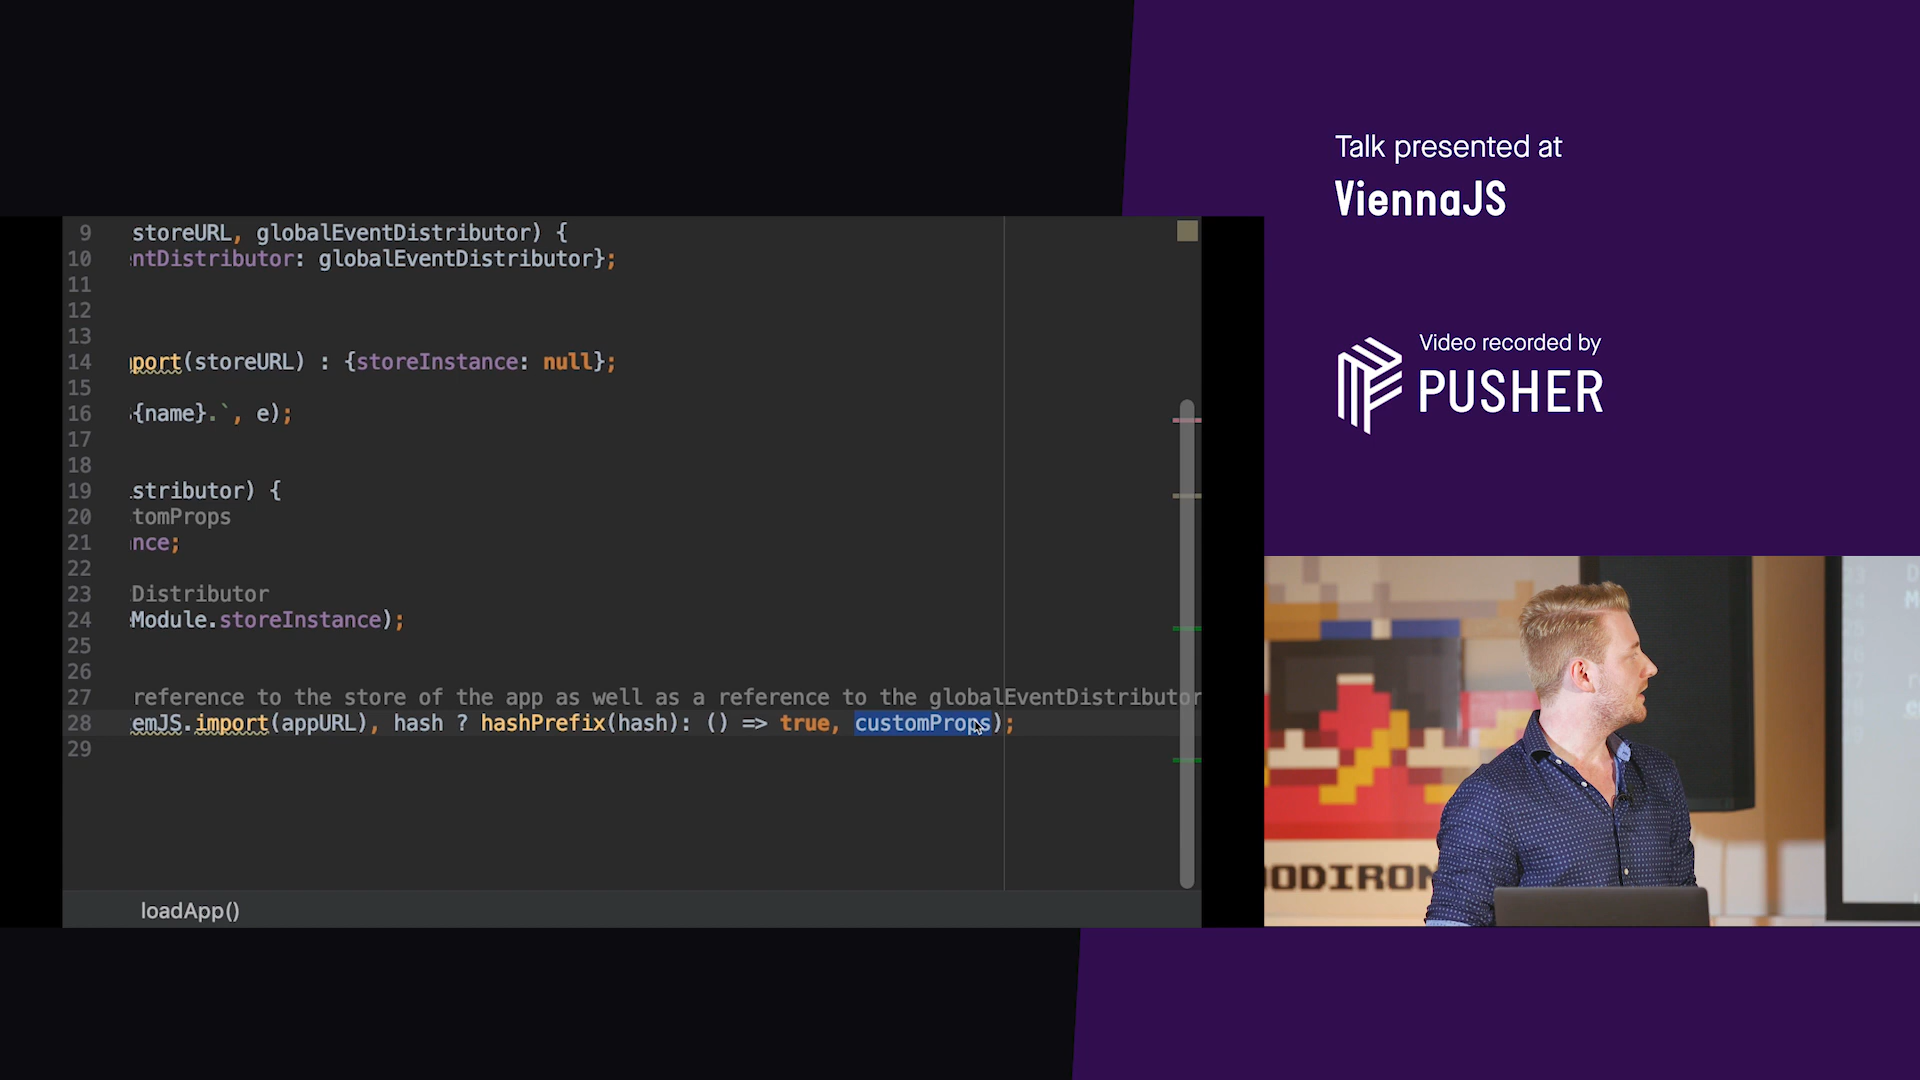 9 storeURL, globalEventDistributor) {
10 ntDistributor: globalEventDistributor};
11
12
13
14 port(storeURL) : {storeInstance: null};
15
16 {name}.`, e);
17
18
19 stributor) {
20 tomProps
21 nce;
22
23 Distributor
24 Module.storeInstance);
25
26
27 reference to the store of the app as well as a reference to the globalEventDistributor
28 emJS.import(appURL), hash ? hashPrefix(hash): () => true, customProps);
29
loadApp()
Talk presented at
ViennaJS
Video recorded by
PUSHER
ODIRON